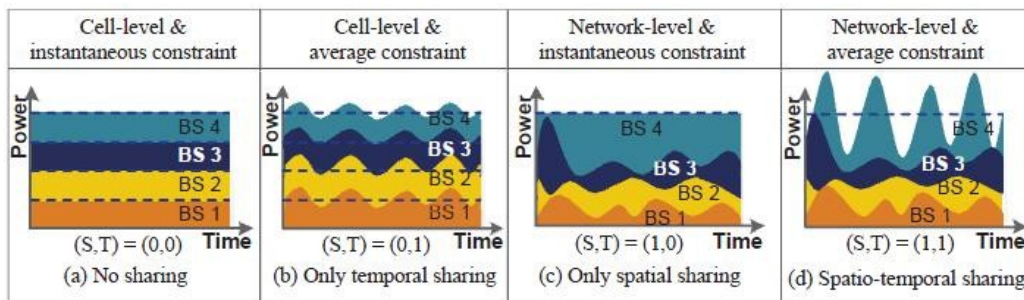 Cell-level &
instantaneous constraint
Cell-level &
average constraint
Network-level &
instantaneous constraint
Network-level &
average constraint
Power
BS 4
BS 3
BS 2
BS 1
(S,T) = (0,0) Time
(a) No sharing
Power
BS 4
BS 3
BS 2
BS 1
(S,T) = (0,1) Time
(b) Only temporal sharing
Power
BS 4
BS 3
BS 2
BS 1
(S,T) = (1,0) Time
(c) Only spatial sharing
Power
BS 4
BS 3
BS 2
BS 1
(S,T) = (1,1) Time
(d) Spatio-temporal sharing